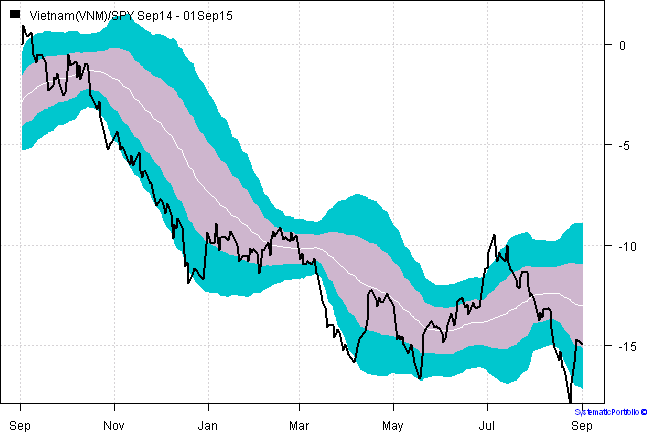 Vietnam(VNM)/SPY Sep14 - 01Sep15
0
-5
-10
-15
SystematicPortfolio ©
Sep Nov Jan Mar May Jul Sep